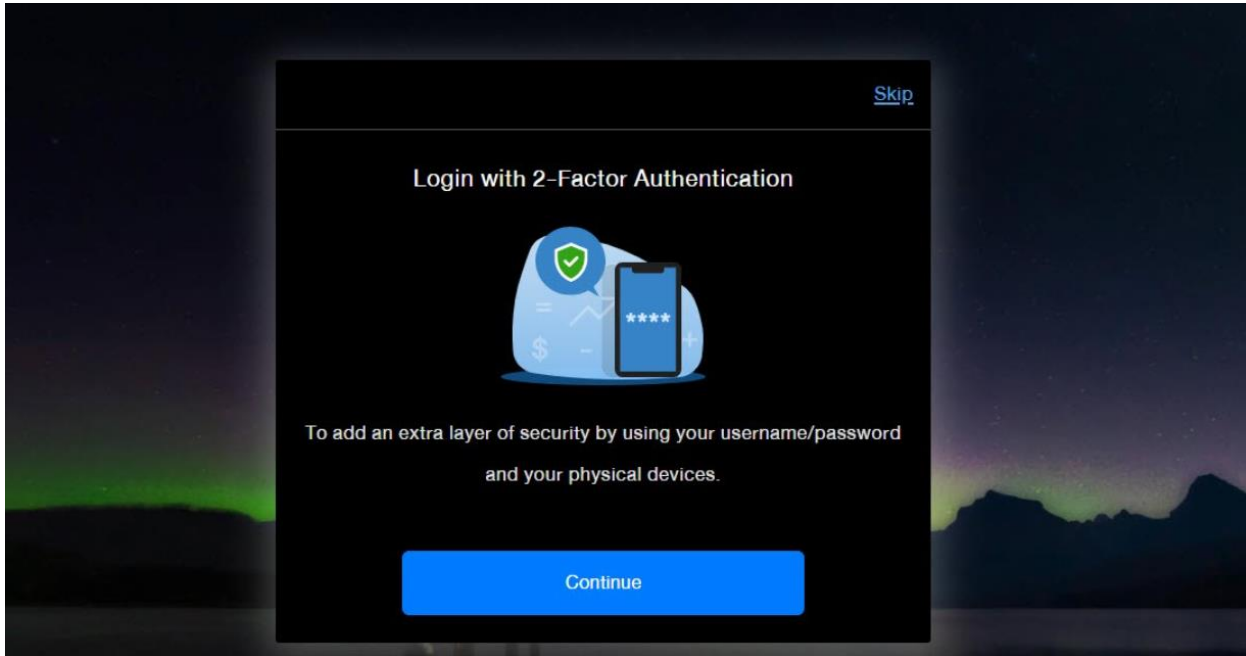 Skip
Login with 2-Factor Authentication
****
=
$ - +
To add an extra layer of security by using your username/password
and your physical devices.
Continue